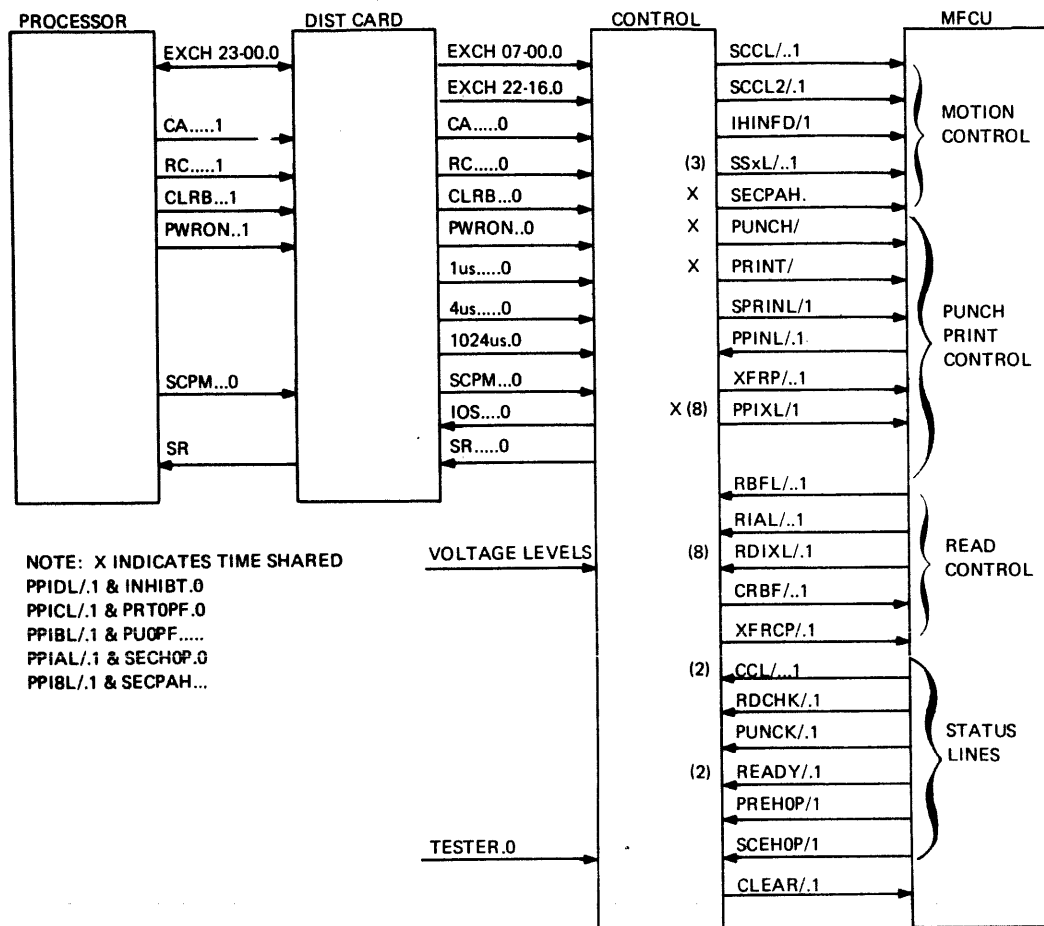 PROCESSOR
DIST CARD
CONTROL
MFCU
EXCH 23-00.0
CA.....1
RC.....1
CLRB...1
PWRON..1
SCPM...0
SR
EXCH 07-00.0
EXCH 22-16.0
CA.....0
RC.....0
CLRB...0
PWRON..0
1us.....0
4us.....0
1024us.0
SCPM...0
IOS....0
SR.....0
VOLTAGE LEVELS
TESTER.0
SCCL/..1
SCCL2/.1
IHINFD/1
(3) SSxL/..1
X SECPAH.
X PUNCH/
X PRINT/
SPRINL/1
PPINL/.1
XFRP/..1
X (8) PPIXL/1
RBFL/..1
RIAL/..1
(8) RDIXL/.1
CRBF/..1
XFRCP/.1
(2) CCL/...1
RDCHK/.1
PUNCK/.1
(2) READY/.1
PREH0P/1
SCEH0P/1
CLEAR/.1
MOTION
CONTROL
PUNCH
PRINT
CONTROL
READ
CONTROL
STATUS
LINES
NOTE: X INDICATES TIME SHARED
PPIDL/.1 & INHIBT.0
PPICL/.1 & PRT0PF.0
PPIBL/.1 & PU0PF.....
PPIAL/.1 & SECH0P.0
PPI8L/.1 & SECPAH...